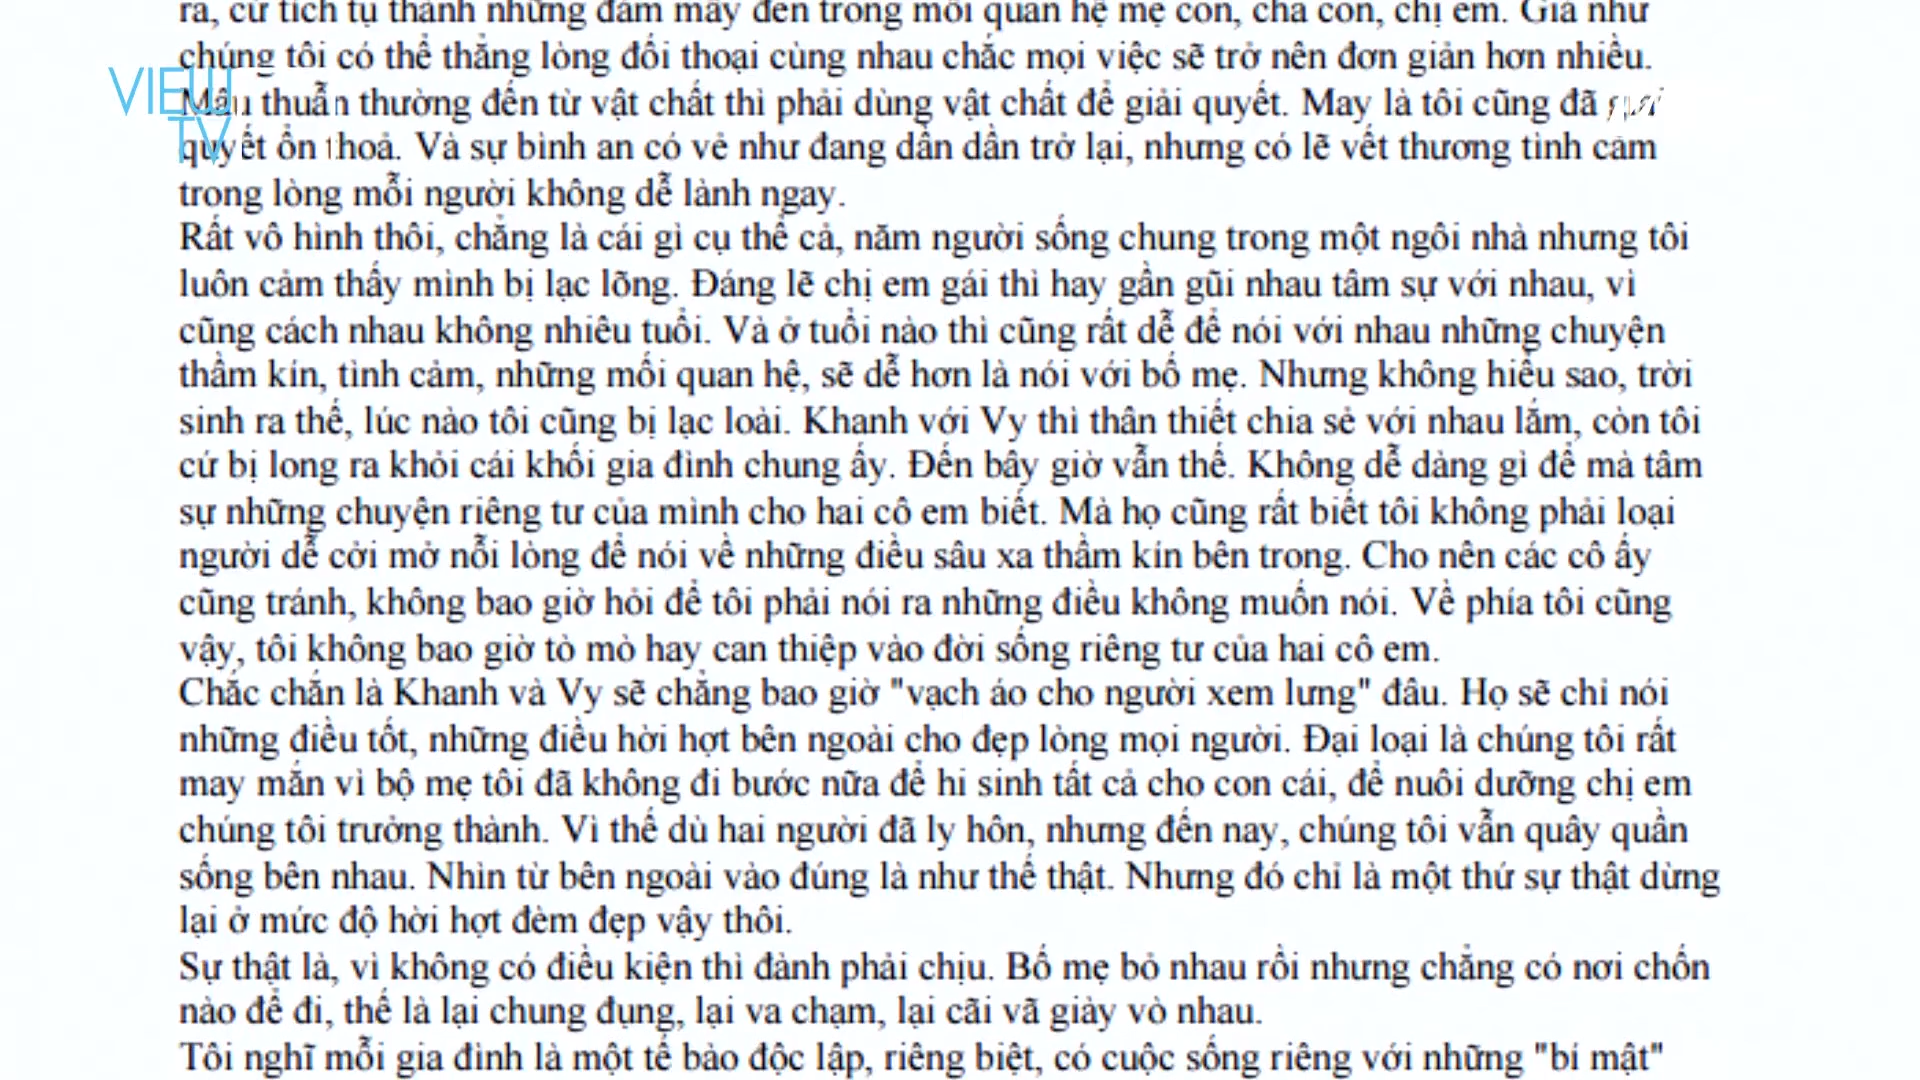 ra, cứ tích tụ thành những đám mây đen trong mối quan hệ mẹ con, cha con, chị em. Giá như
chúng tôi có thể thẳng lòng đối thoại cùng nhau chắc mọi việc sẽ trở nên đơn giản hơn nhiều.
VIEW
TV
Mâu thuẫn thường đến từ vật chất thì phải dùng vật chất để giải quyết. May là tôi cũng đã
quyết ổn thoả. Và sự bình an có vẻ như đang dần dần trở lại, nhưng có lẽ vết thương tình cảm
trong lòng mỗi người không dễ lành ngay.
Rất vô hình thôi, chẳng là cái gì cụ thể cả, năm người sống chung trong một ngôi nhà nhưng tôi
luôn cảm thấy mình bị lạc lõng. Đáng lẽ chị em gái thì hay gần gũi nhau tâm sự với nhau, vì
cũng cách nhau không nhiêu tuổi. Và ở tuổi nào thì cũng rất dễ để nói với nhau những chuyện
thầm kín, tình cảm, những mối quan hệ, sẽ dễ hơn là nói với bố mẹ. Nhưng không hiểu sao, trời
sinh ra thế, lúc nào tôi cũng bị lạc loài. Khanh với Vy thì thân thiết chia sẻ với nhau lắm, còn tôi
cứ bị long ra khỏi cái khối gia đình chung ấy. Đến bây giờ vẫn thế. Không dễ dàng gì để mà tâm
sự những chuyện riêng tư của mình cho hai cô em biết. Mà họ cũng rất biết tôi không phải loại
người dễ cởi mở nỗi lòng để nói về những điều sâu xa thầm kín bên trong. Cho nên các cô ấy
cũng tránh, không bao giờ hỏi để tôi phải nói ra những điều không muốn nói. Về phía tôi cũng
vậy, tôi không bao giờ tò mò hay can thiệp vào đời sống riêng tư của hai cô em.
Chắc chắn là Khanh và Vy sẽ chẳng bao giờ "vạch áo cho người xem lưng" đâu. Họ sẽ chỉ nói
những điều tốt, những điều hời hợt bên ngoài cho đẹp lòng mọi người. Đại loại là chúng tôi rất
may mắn vì bộ mẹ tôi đã không đi bước nữa để hi sinh tất cả cho con cái, để nuôi dưỡng chị em
chúng tôi trưởng thành. Vì thế dù hai người đã ly hôn, nhưng đến nay, chúng tôi vẫn quây quần
sống bên nhau. Nhìn từ bên ngoài vào đúng là như thế thật. Nhưng đó chỉ là một thứ sự thật dừng
lại ở mức độ hời hợt đèm đẹp vậy thôi.
Sự thật là, vì không có điều kiện thì đành phải chịu. Bố mẹ bỏ nhau rồi nhưng chẳng có nơi chốn
nào để đi, thế là lại chung đụng, lại va chạm, lại cãi vã giày vò nhau.
Tôi nghĩ mỗi gia đình là một tế bào độc lập, riêng biệt, có cuộc sống riêng với những "bí mật"